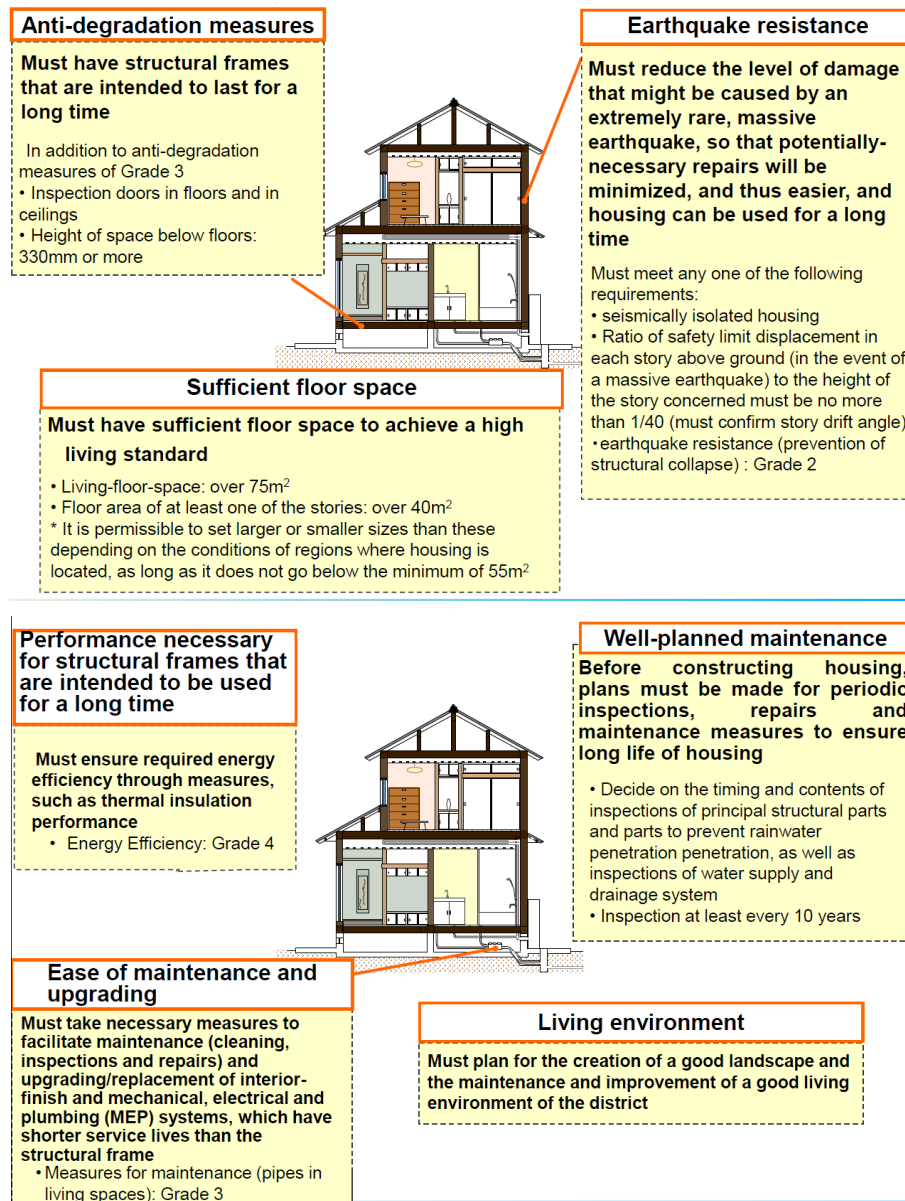 Anti-degradation measures
Must have structural frames
that are intended to last for a
long time
In addition to anti-degradation
measures of Grade 3
• Inspection doors in floors and in
ceilings
• Height of space below floors:
330mm or more
Earthquake resistance
Must reduce the level of damage
that might be caused by an
extremely rare, massive
earthquake, so that potentially-
necessary repairs will be
minimized, and thus easier, and
housing can be used for a long
time
Must meet any one of the following
requirements:
• seismically isolated housing
• Ratio of safety limit displacement in
each story above ground (in the event of
a massive earthquake) to the height of
the story concerned must be no more
than 1/40 (must confirm story drift angle)
•earthquake resistance (prevention of
structural collapse) : Grade 2
Sufficient floor space
Must have sufficient floor space to achieve a high
living standard
• Living-floor-space: over 75m²
• Floor area of at least one of the stories: over 40m²
* It is permissible to set larger or smaller sizes than these
depending on the conditions of regions where housing is
located, as long as it does not go below the minimum of 55m²
Performance necessary
for structural frames that
are intended to be used
for a long time
Must ensure required energy
efficiency through measures,
such as thermal insulation
performance
• Energy Efficiency: Grade 4
Well-planned maintenance
Before constructing housing,
plans must be made for periodic
inspections, repairs and
maintenance measures to ensure
long life of housing
• Decide on the timing and contents of
inspections of principal structural parts
and parts to prevent rainwater
penetration penetration, as well as
inspections of water supply and
drainage system
• Inspection at least every 10 years
Ease of maintenance and
upgrading
Must take necessary measures to
facilitate maintenance (cleaning,
inspections and repairs) and
upgrading/replacement of interior-
finish and mechanical, electrical and
plumbing (MEP) systems, which have
shorter service lives than the
structural frame
• Measures for maintenance (pipes in
living spaces): Grade 3
Living environment
Must plan for the creation of a good landscape and
the maintenance and improvement of a good living
environment of the district